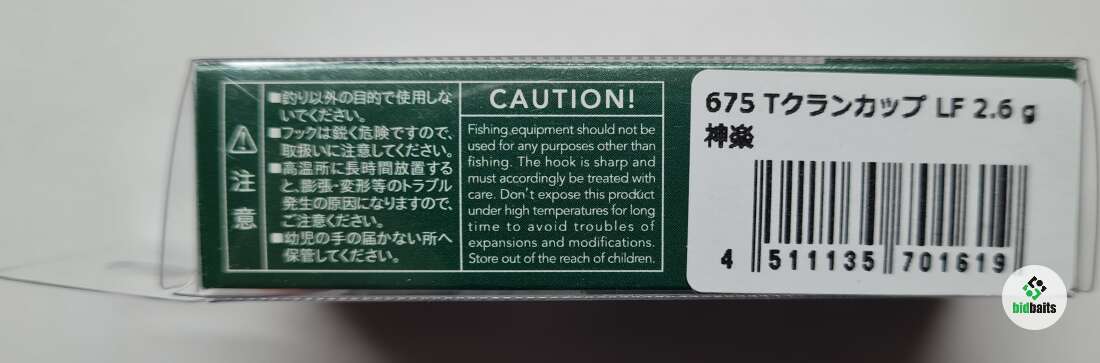 ⚠注意
■釣り以外の目的で使用しな
いでください。
■フックは鋭く危険ですので、
取扱いに注意してください。
■高温所に長時間放置する
と、膨張・変形等のトラブル
発生の原因になりますので、
ご注意ください。
■幼児の手の届かない所へ
保管してください。
CAUTION!
Fishing equipment should not be
used for any purposes other than
fishing. The hook is sharp and
must accordingly be treated with
care. Don't expose this product
under high temperatures for long
time to avoid troubles of
expansions and modifications.
Store out of the reach of children.
675 Tクランカップ LF 2.6 g
神楽
4 511135 701619
bidbaits